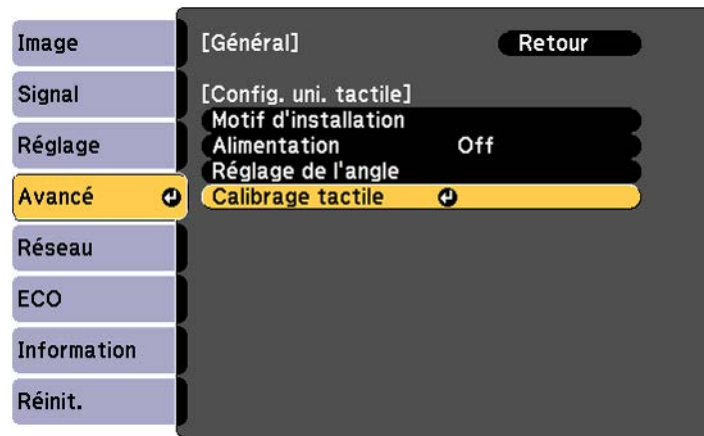 Image
Signal
Réglage
Avancé
Réseau
ECO
Information
Réinit.
[Général] Retour
[Config. uni. tactile]
Motif d'installation
Alimentation Off
Réglage de l'angle
Calibrage tactile